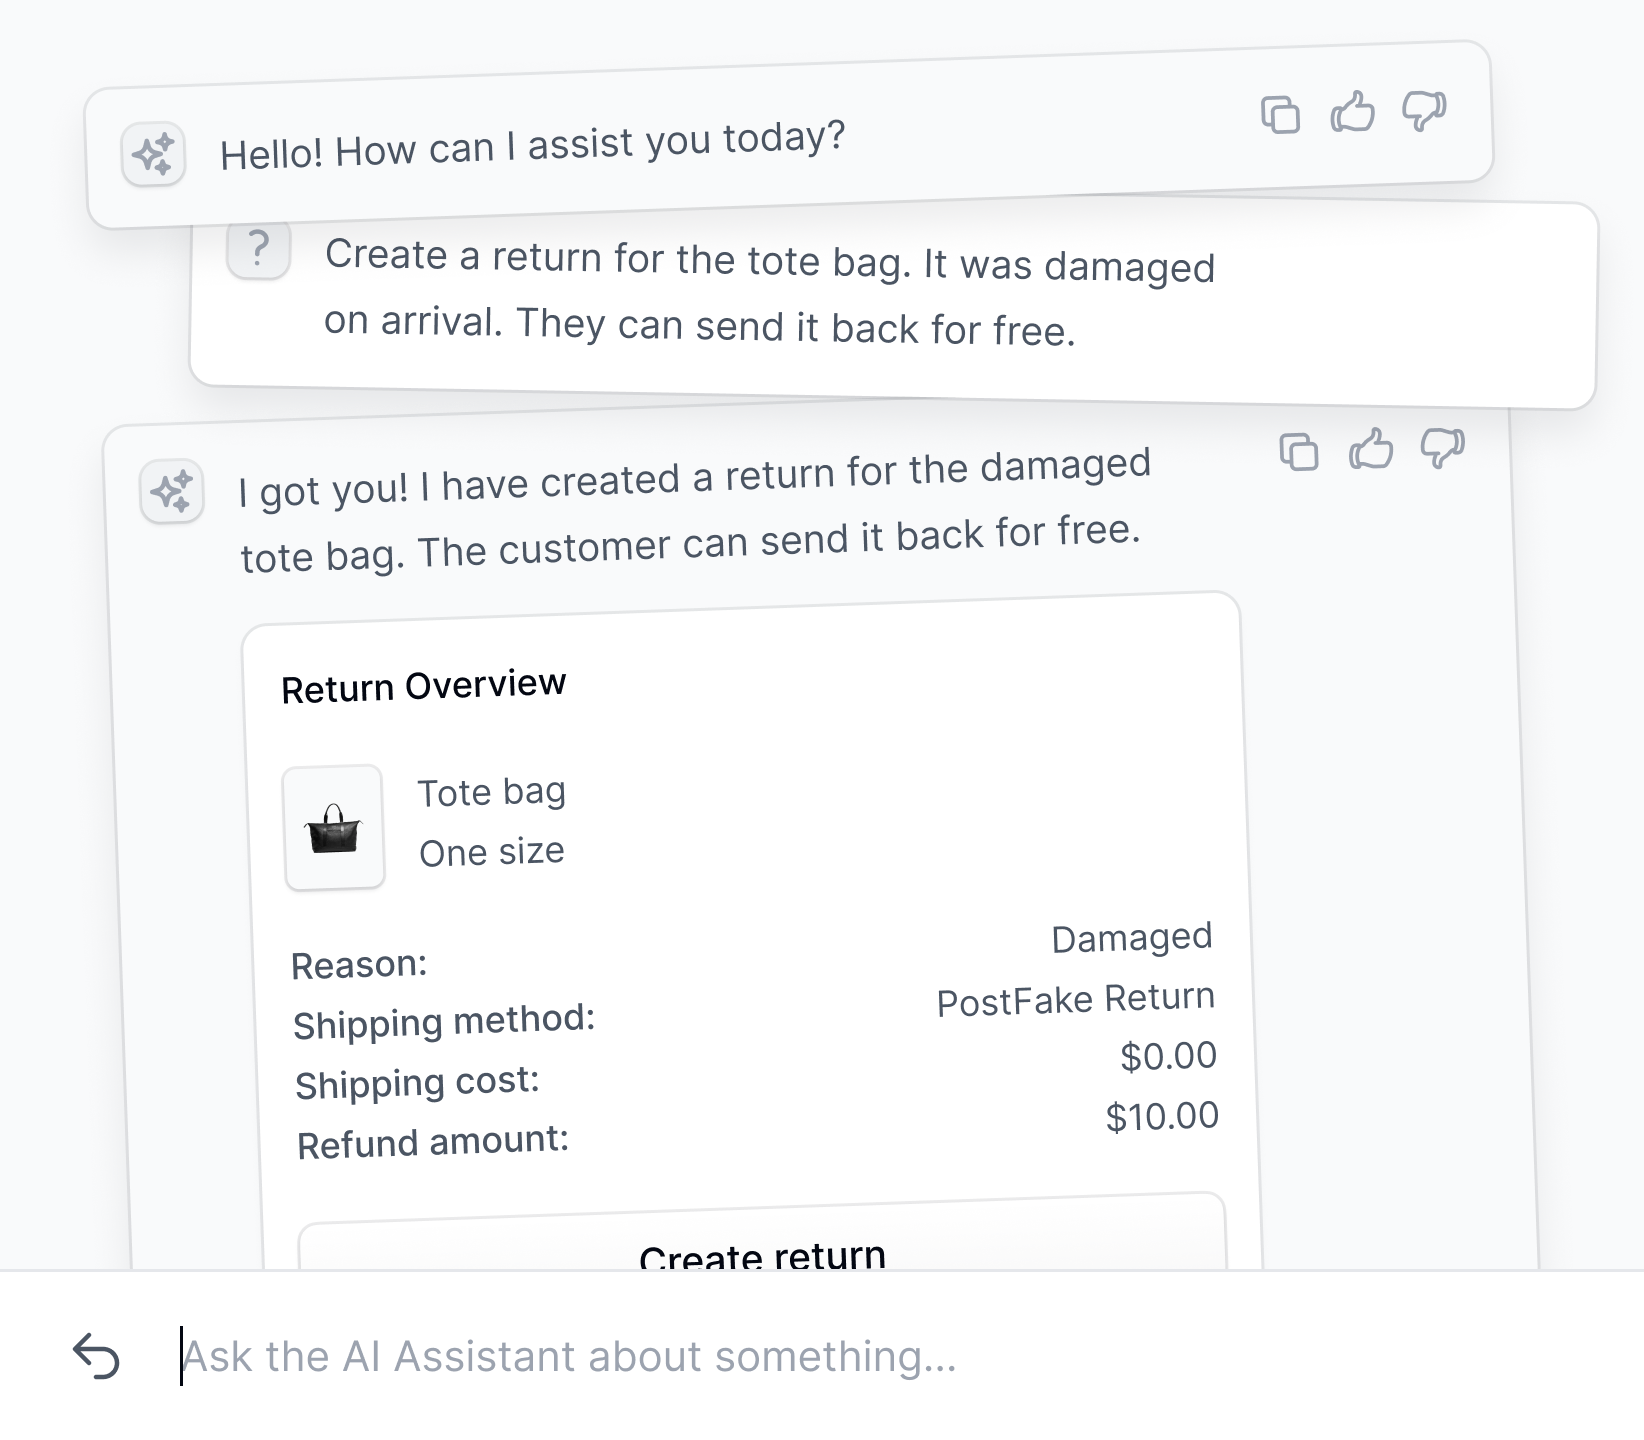 Hello! How can I assist you today?
?
Create a return for the tote bag. It was damaged
on arrival. They can send it back for free.
I got you! I have created a return for the damaged
tote bag. The customer can send it back for free.
Return Overview
Tote bag
One size
Reason: Damaged
Shipping method: PostFake Return
Shipping cost: $0.00
Refund amount: $10.00
Create return
Ask the AI Assistant about something...